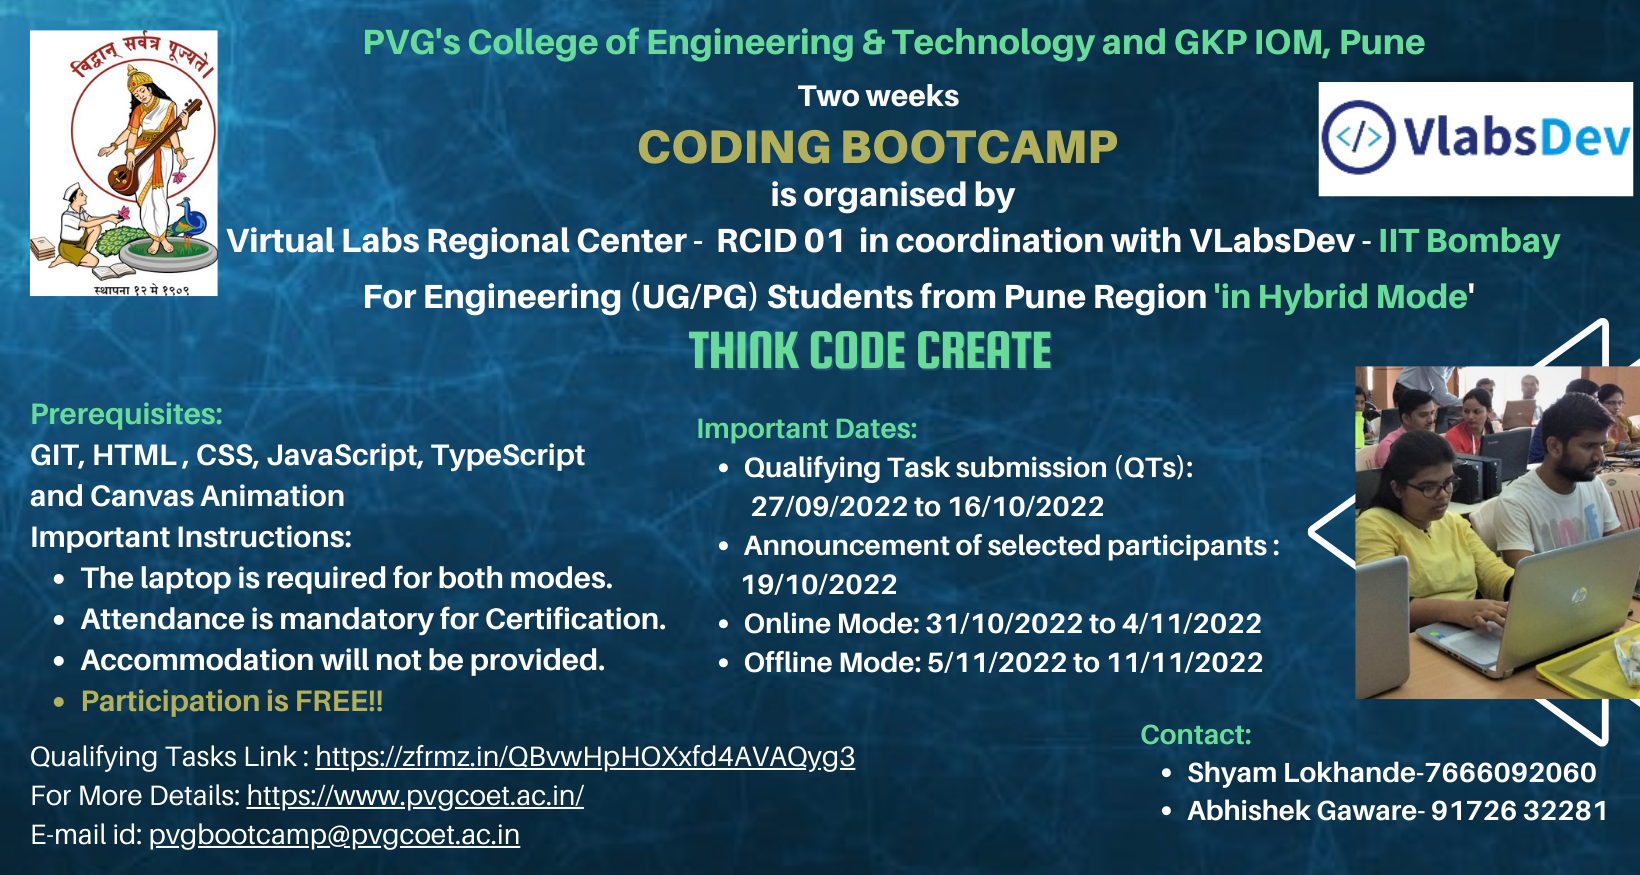 विद्वान् सर्वत्र पूज्यते।
स्थापना १२ मे १९०९
PVG's College of Engineering & Technology and GKP IOM, Pune
Two weeks
CODING BOOTCAMP
is organised by
Virtual Labs Regional Center - RCID 01 in coordination with VLabsDev - IIT Bombay
For Engineering (UG/PG) Students from Pune Region 'in Hybrid Mode'
THINK CODE CREATE
</> VlabsDev
Prerequisites:
GIT, HTML , CSS, JavaScript, TypeScript
and Canvas Animation
Important Instructions:
• The laptop is required for both modes.
• Attendance is mandatory for Certification.
• Accommodation will not be provided.
• Participation is FREE!!
Important Dates:
• Qualifying Task submission (QTs):
27/09/2022 to 16/10/2022
• Announcement of selected participants :
19/10/2022
• Online Mode: 31/10/2022 to 4/11/2022
• Offline Mode: 5/11/2022 to 11/11/2022
Qualifying Tasks Link : https://zfrmz.in/QBvwHpHOXxfd4AVAQyg3
For More Details: https://www.pvgcoet.ac.in/
E-mail id: pvgbootcamp@pvgcoet.ac.in
Contact:
• Shyam Lokhande-7666092060
• Abhishek Gaware- 91726 32281